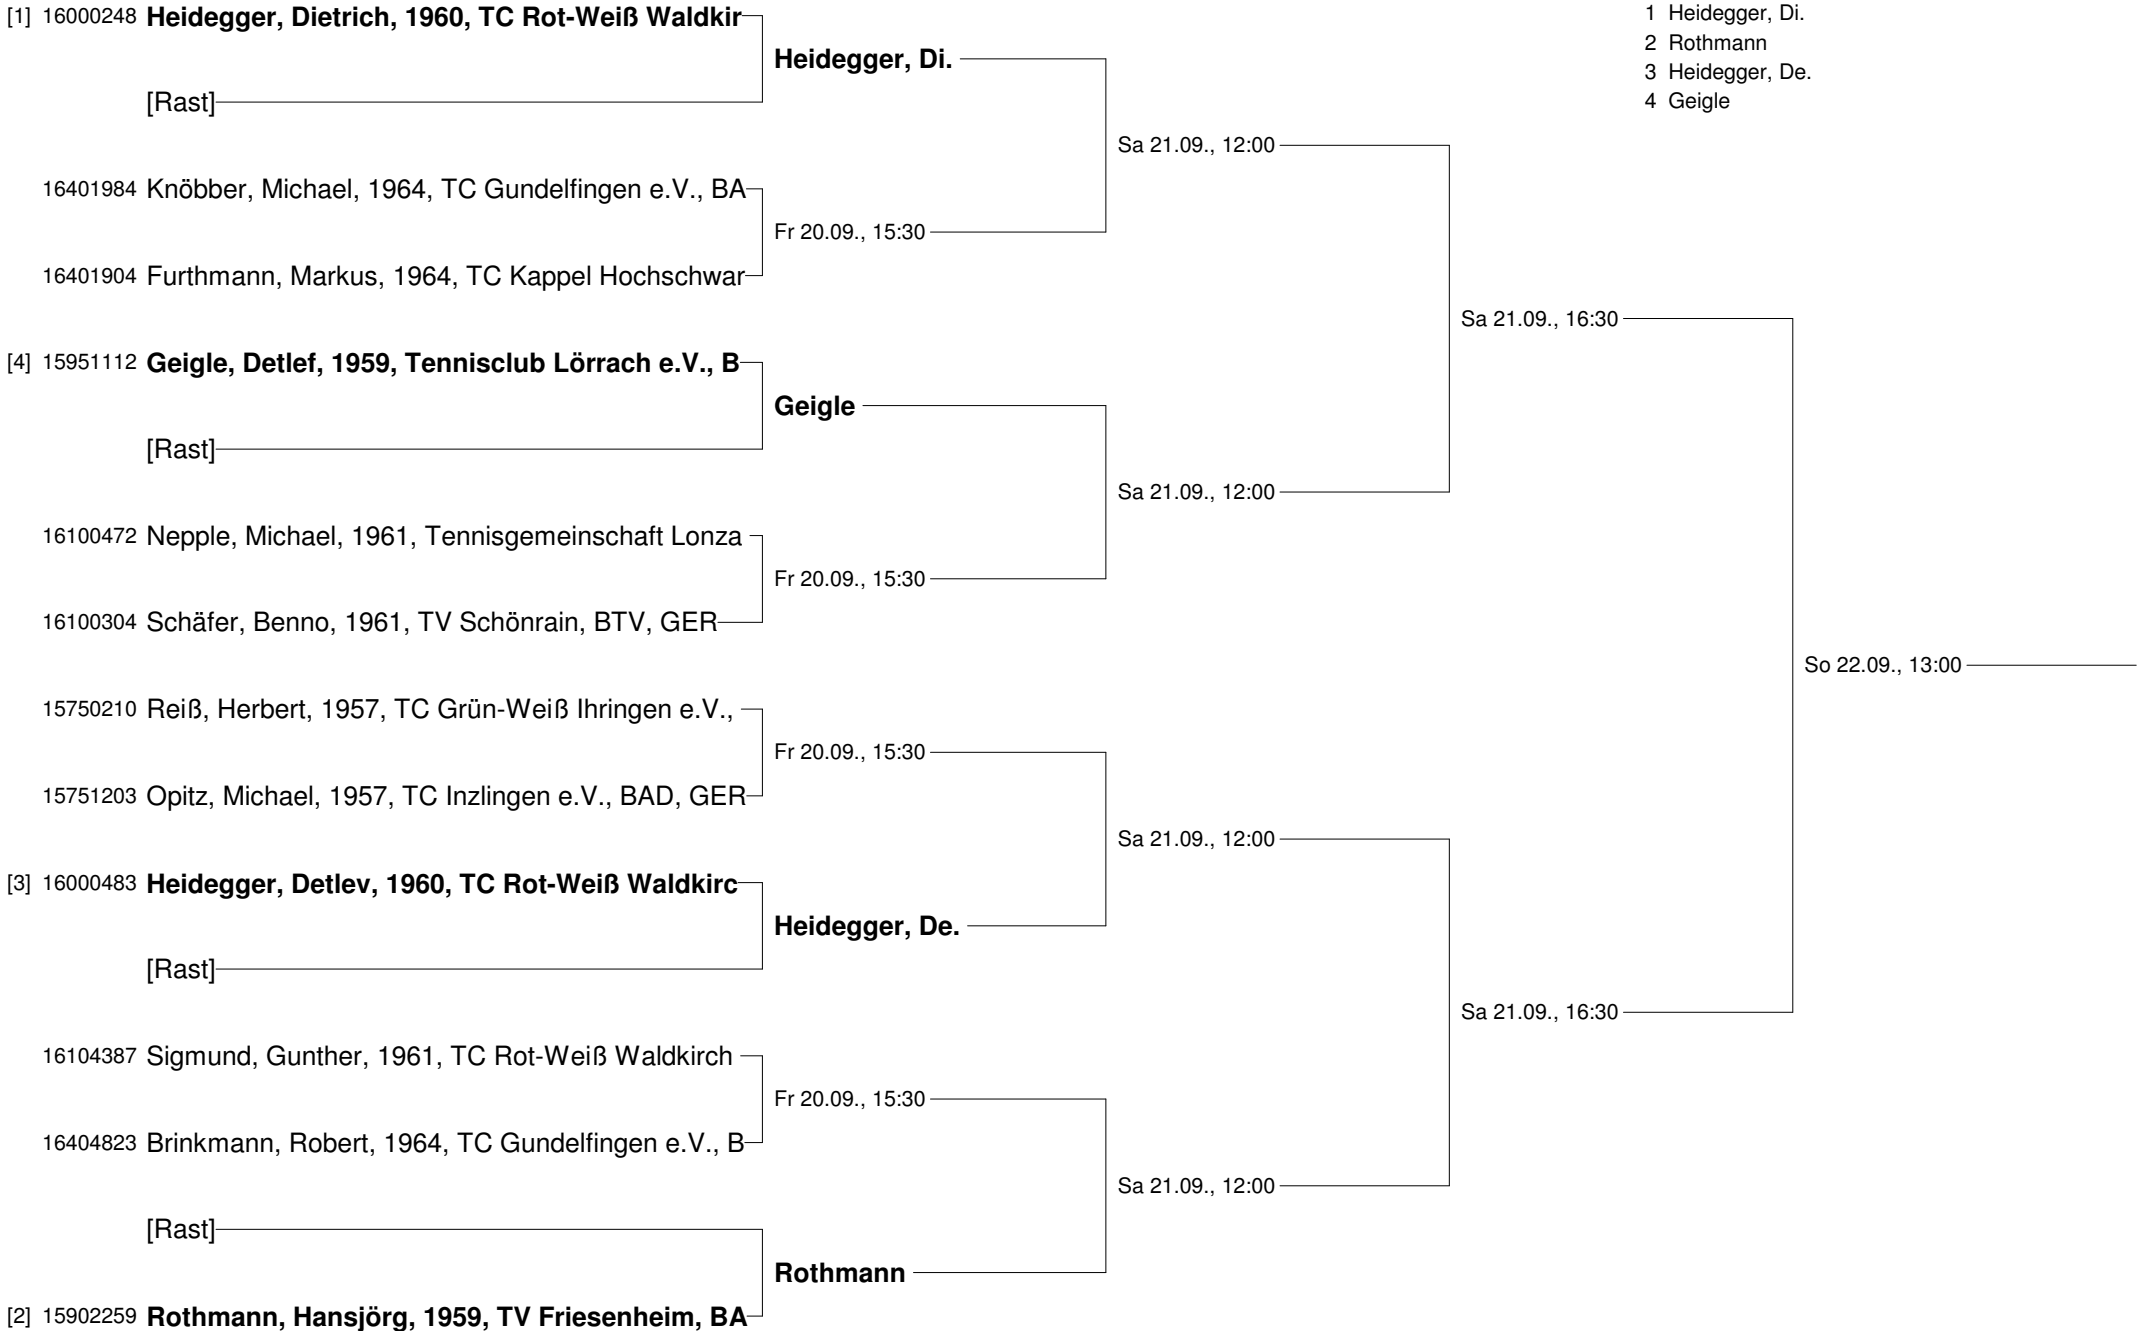 [1] 16000248 Heidegger, Dietrich, 1960, TC Rot-Weiß Waldkir
1 Heidegger, Di.
2 Rothmann
3 Heidegger, De.
4 Geigle
Heidegger, Di.
[Rast]
Sa 21.09., 12:00
16401984 Knöbber, Michael, 1964, TC Gundelfingen e.V., BA
Fr 20.09., 15:30
16401904 Furthmann, Markus, 1964, TC Kappel Hochschwar
Sa 21.09., 16:30
[4] 15951112 Geigle, Detlef, 1959, Tennisclub Lörrach e.V., B
Geigle
[Rast]
Sa 21.09., 12:00
16100472 Nepple, Michael, 1961, Tennisgemeinschaft Lonza
Fr 20.09., 15:30
16100304 Schäfer, Benno, 1961, TV Schönrain, BTV, GER
So 22.09., 13:00
15750210 Reiß, Herbert, 1957, TC Grün-Weiß Ihringen e.V.,
Fr 20.09., 15:30
15751203 Opitz, Michael, 1957, TC Inzlingen e.V., BAD, GER
Sa 21.09., 12:00
[3] 16000483 Heidegger, Detlev, 1960, TC Rot-Weiß Waldkirc
Heidegger, De.
[Rast]
Sa 21.09., 16:30
16104387 Sigmund, Gunther, 1961, TC Rot-Weiß Waldkirch
Fr 20.09., 15:30
16404823 Brinkmann, Robert, 1964, TC Gundelfingen e.V., B
Sa 21.09., 12:00
[Rast]
Rothmann
[2] 15902259 Rothmann, Hansjörg, 1959, TV Friesenheim, BA